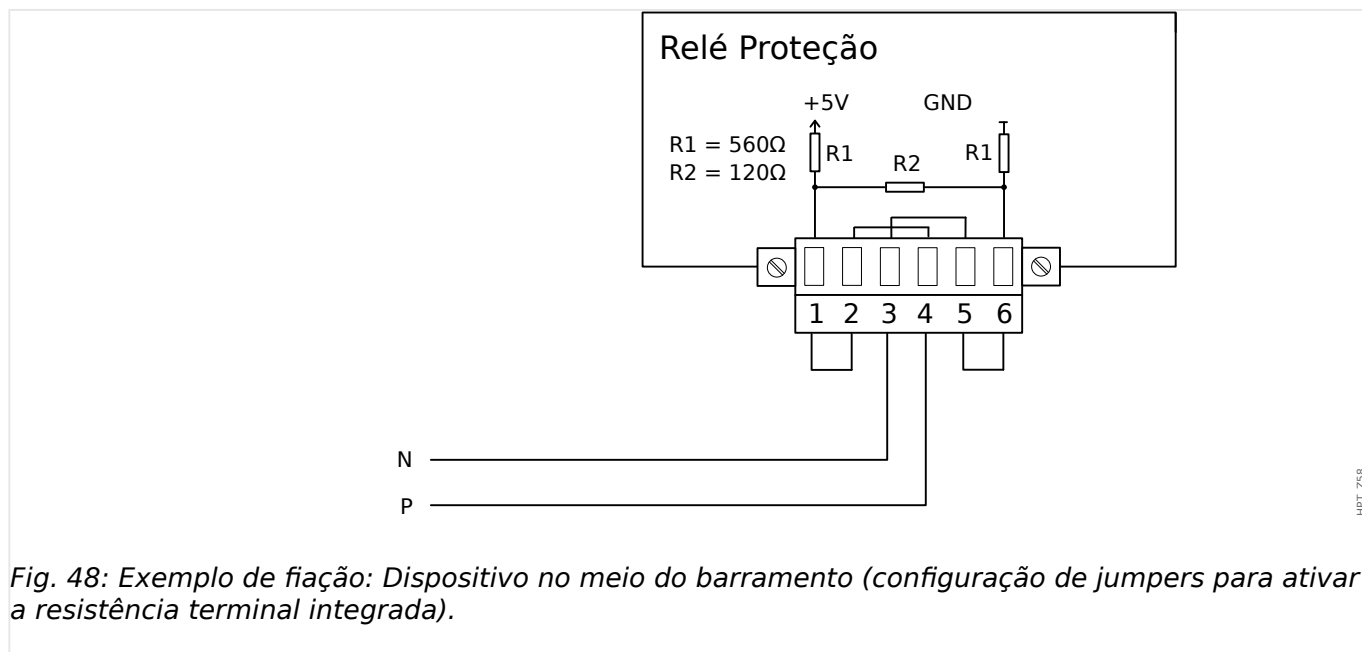 Relé Proteção
+5V GND
R1 = 560Ω
R2 = 120Ω
R1 R2 R1
1 2 3 4 5 6
N
P
Fig. 48: Exemplo de fiação: Dispositivo no meio do barramento (configuração de jumpers para ativar
a resistência terminal integrada).